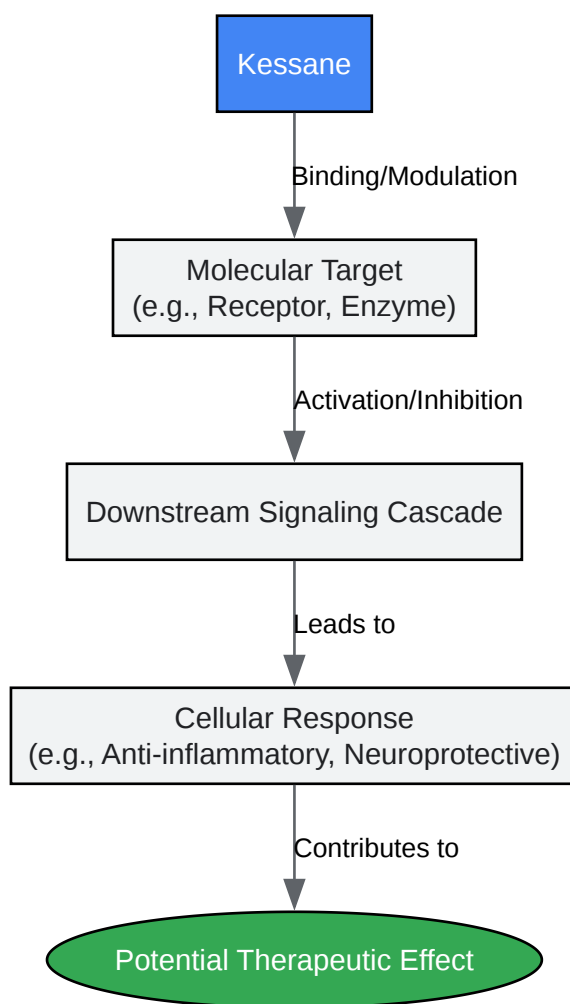 Kessane
Binding/Modulation
Molecular Target
(e.g., Receptor, Enzyme)
Activation/Inhibition
Downstream Signaling Cascade
Leads to
Cellular Response
(e.g., Anti-inflammatory, Neuroprotective)
Contributes to
Potential Therapeutic Effect